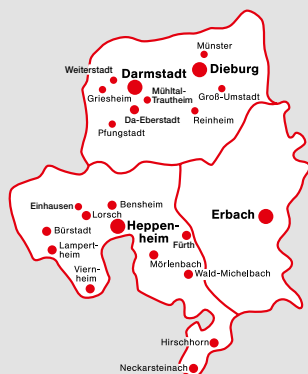 Münster
Weiterstadt
Darmstadt
Dieburg
Griesheim
Mühltal-
Trautheim
Groß-Umstadt
Da-Eberstadt
Reinheim
Pfungstadt
Einhausen
Bensheim
Lorsch
Bürstadt
Heppen-
heim
Erbach
Lampert-
heim
Fürth
Viern-
heim
Mörlenbach
Wald-Michelbach
Hirschhorn
Neckarsteinach